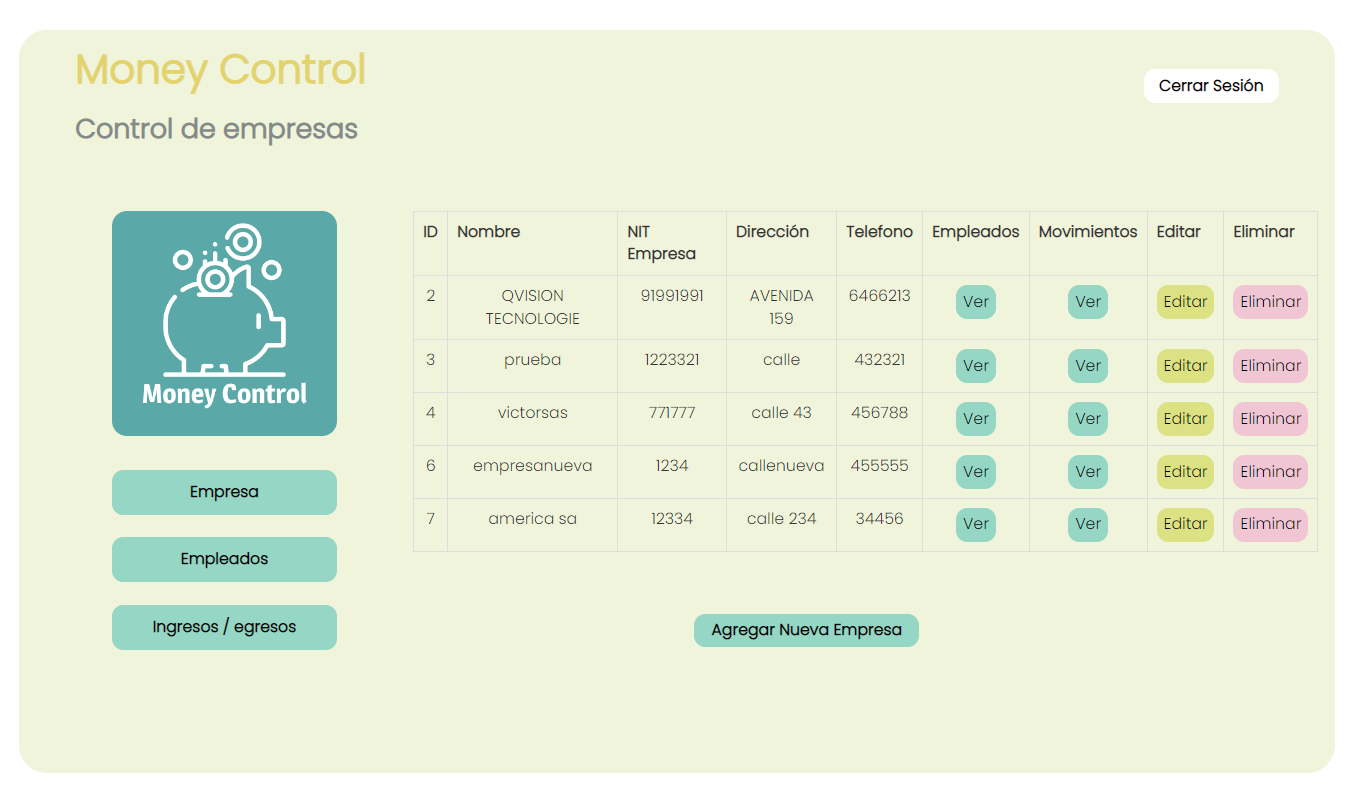 Money Control
Cerrar Sesión
Control de empresas
Money Control
Empresa
Empleados
Ingresos / egresos
ID Nombre NIT Empresa Dirección Telefono Empleados Movimientos Editar Eliminar
2 QVISION TECNOLOGIE 91991991 AVENIDA 159 6466213 Ver Ver Editar Eliminar
3 prueba 1223321 calle 432321 Ver Ver Editar Eliminar
4 victorsas 771777 calle 43 456788 Ver Ver Editar Eliminar
6 empresanueva 1234 callenueva 455555 Ver Ver Editar Eliminar
7 america sa 12334 calle 234 34456 Ver Ver Editar Eliminar
Agregar Nueva Empresa